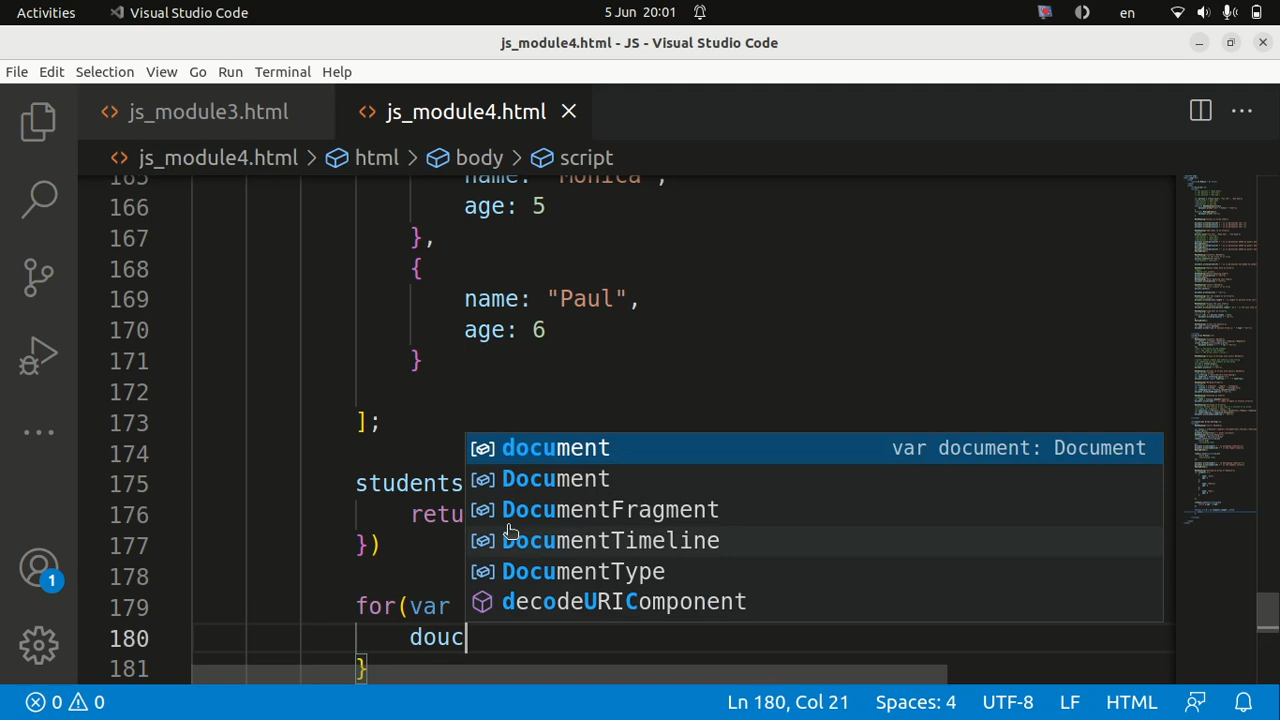 Activities Visual Studio Code 5 Jun 20:01 en
js_module4.html - JS - Visual Studio Code
File Edit Selection View Go Run Terminal Help
js_module3.html js_module4.html
js_module4.html > html > body > script
165 name: "Monica",
166 age: 5
167 },
168 {
169 name: "Paul",
170 age: 6
171 }
172
173 ];
174
175 students
176 retu
177 })
178
179 for(var
180 douc
181 }
document var document: Document
Document
DocumentFragment
DocumentTimeline
DocumentType
decodeURIComponent
1
0 0 Ln 180, Col 21 Spaces: 4 UTF-8 LF HTML